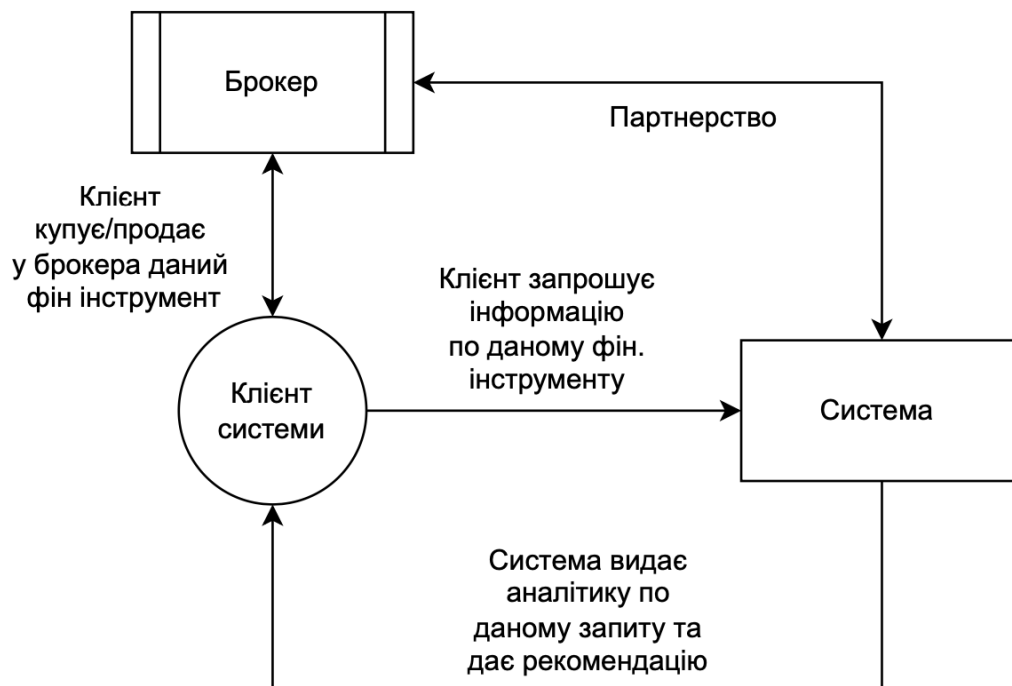 Брокер
Партнерство
Клієнт
купує/продає
у брокера даний
фін інструмент
Клієнт запрошує
інформацію
по даному фін.
інструменту
Клієнт
системи
Система
Система видає
аналітику по
даному запиту та
дає рекомендацію